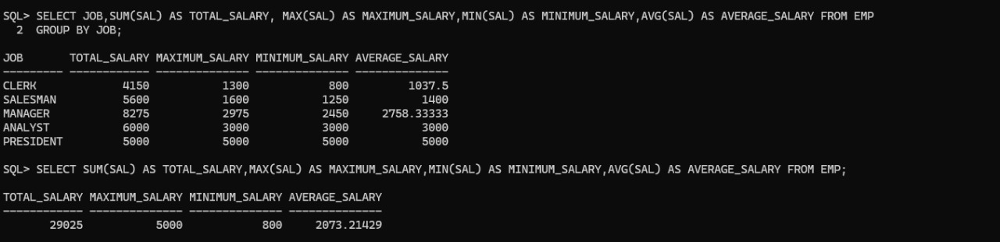 SQL> SELECT JOB,SUM(SAL) AS TOTAL_SALARY, MAX(SAL) AS MAXIMUM_SALARY,MIN(SAL) AS MINIMUM_SALARY,AVG(SAL) AS AVERAGE_SALARY FROM EMP
  2  GROUP BY JOB;
JOB       TOTAL_SALARY MAXIMUM_SALARY MINIMUM_SALARY AVERAGE_SALARY
--------- ------------ -------------- -------------- --------------
CLERK             4150           1300            800         1037.5
SALESMAN          5600           1600           1250           1400
MANAGER           8275           2975           2450     2758.33333
ANALYST           6000           3000           3000           3000
PRESIDENT         5000           5000           5000           5000
SQL> SELECT SUM(SAL) AS TOTAL_SALARY,MAX(SAL) AS MAXIMUM_SALARY,MIN(SAL) AS MINIMUM_SALARY,AVG(SAL) AS AVERAGE_SALARY FROM EMP;
TOTAL_SALARY MAXIMUM_SALARY MINIMUM_SALARY AVERAGE_SALARY
------------ -------------- -------------- --------------
       29025           5000            800     2073.21429